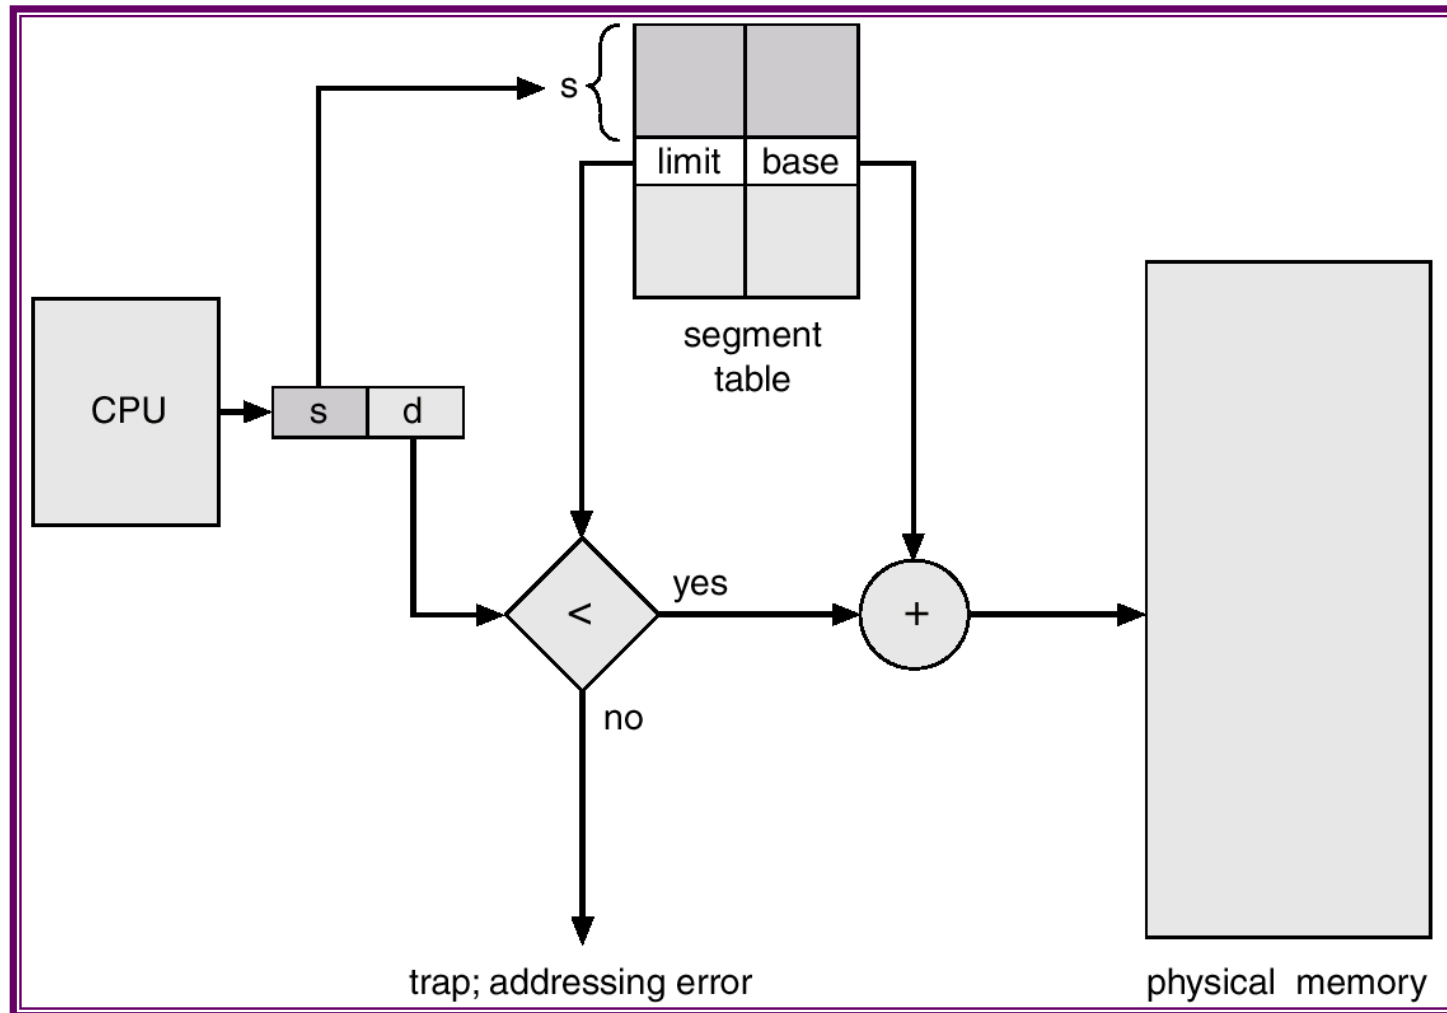 s
limit base
segment
table
CPU
s d
<
yes
+
no
trap; addressing error
physical memory